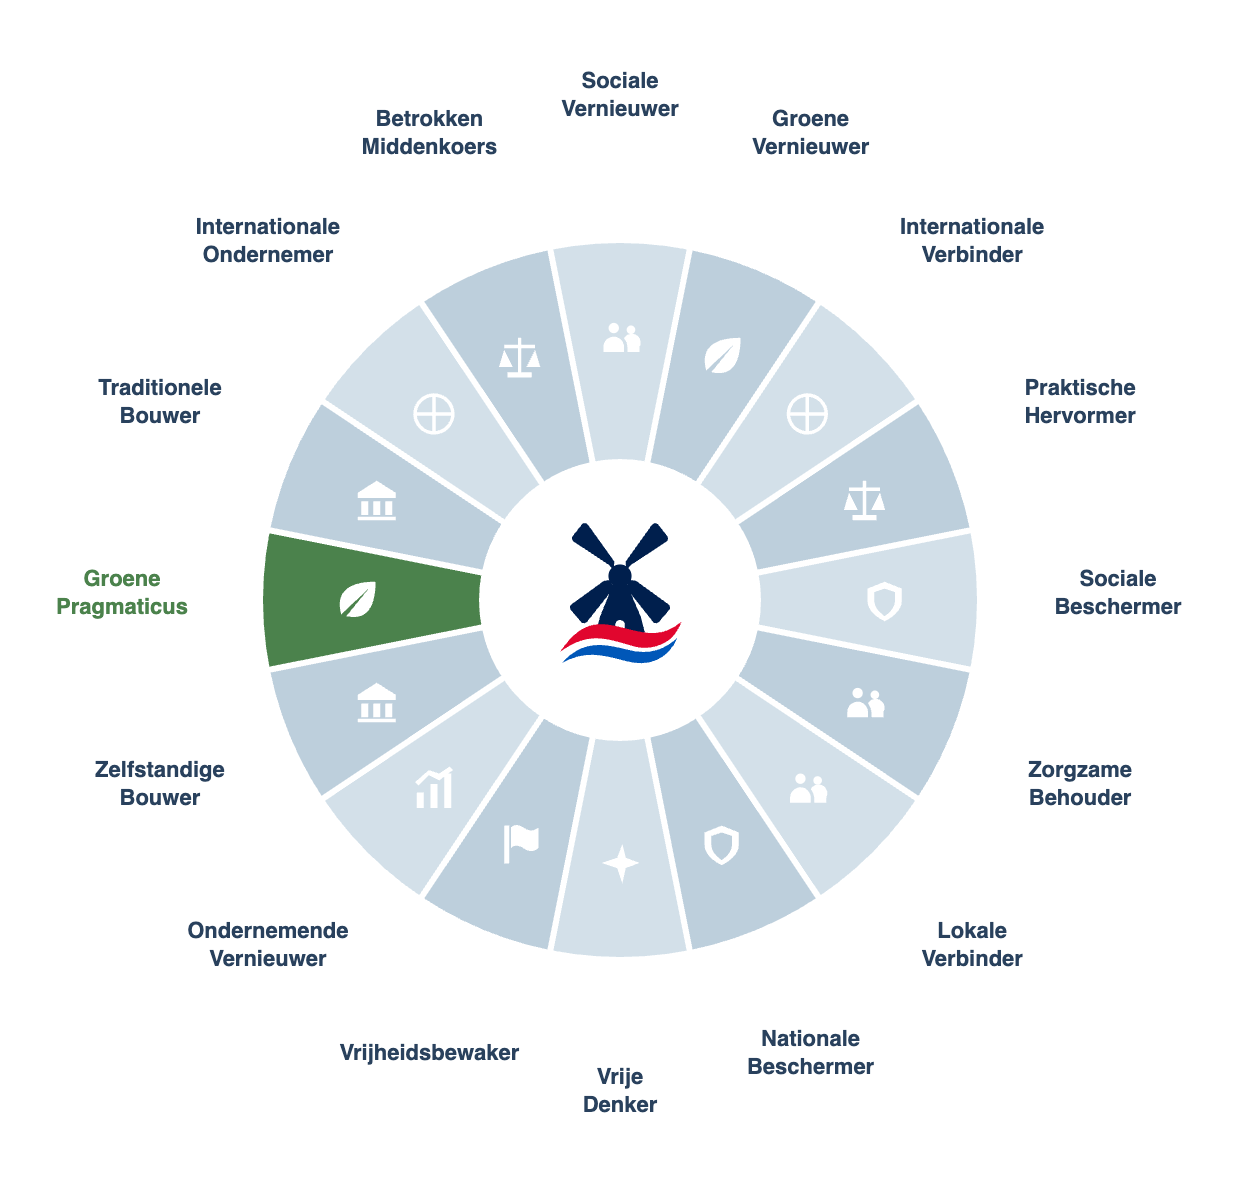 Sociale
Vernieuwer
Betrokken
Middenkoers
Groene
Vernieuwer
Internationale
Ondernemer
Internationale
Verbinder
Traditionele
Bouwer
Praktische
Hervormer
Groene
Pragmaticus
Sociale
Beschermer
Zelfstandige
Bouwer
Zorgzame
Behouder
Ondernemende
Vernieuwer
Lokale
Verbinder
Vrijheidsbewaker
Nationale
Beschermer
Vrije
Denker